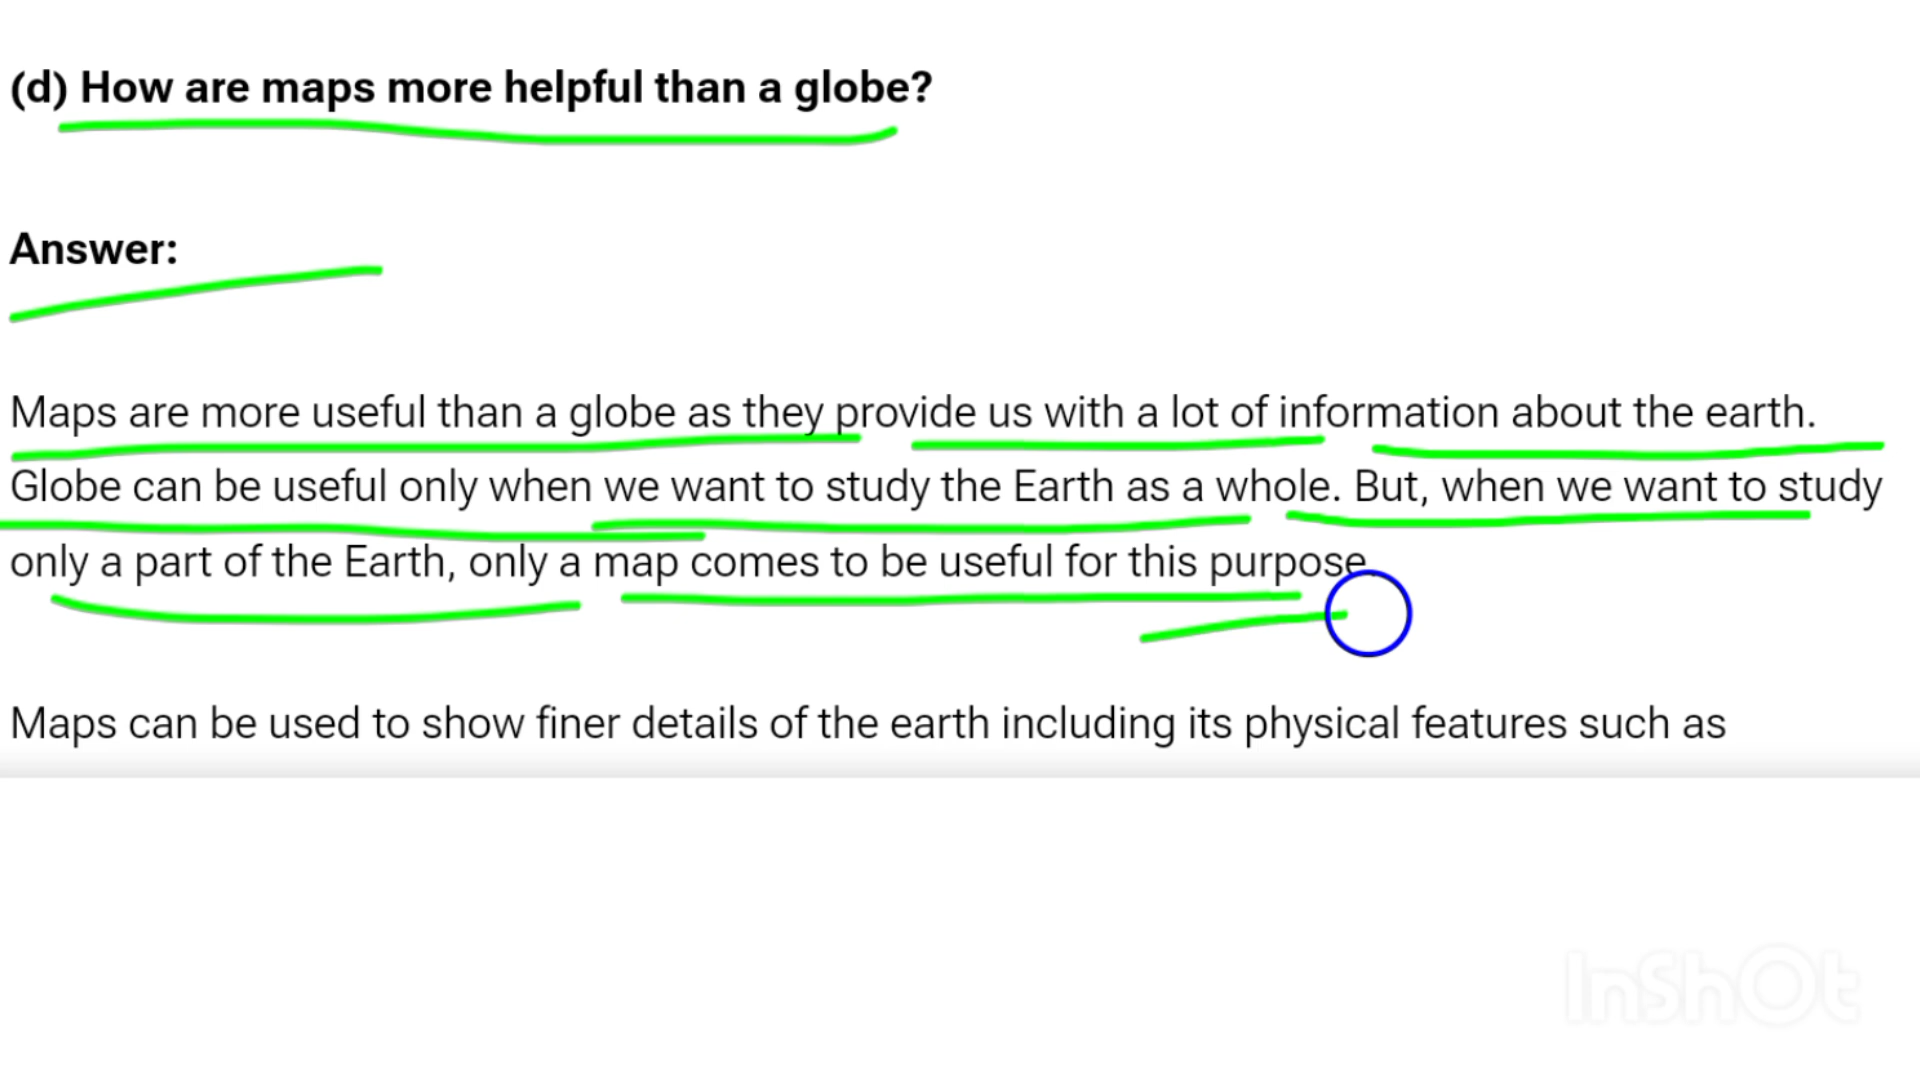 (d) How are maps more helpful than a globe?
Answer:
Maps are more useful than a globe as they provide us with a lot of information about the earth.
Globe can be useful only when we want to study the Earth as a whole. But, when we want to study
only a part of the Earth, only a map comes to be useful for this purpose.
Maps can be used to show finer details of the earth including its physical features such as
InShOt